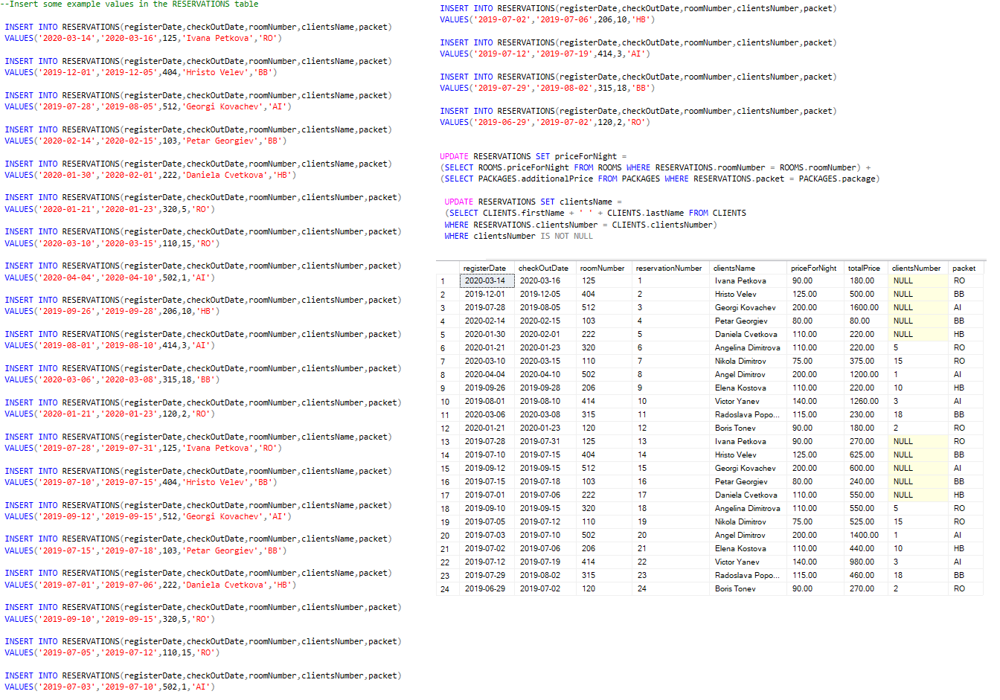 --Insert some example values in the RESERVATIONS table
INSERT INTO RESERVATIONS(registerDate,checkOutDate,roomNumber,clientsName,packet)
VALUES('2020-03-14','2020-03-16',125,'Ivana Petkova','RO')
INSERT INTO RESERVATIONS(registerDate,checkOutDate,roomNumber,clientsName,packet)
VALUES('2019-12-01','2019-12-05',404,'Hristo Velev','BB')
INSERT INTO RESERVATIONS(registerDate,checkOutDate,roomNumber,clientsName,packet)
VALUES('2019-07-28','2019-08-05',512,'Georgi Kovachev','AI')
INSERT INTO RESERVATIONS(registerDate,checkOutDate,roomNumber,clientsName,packet)
VALUES('2020-02-14','2020-02-15',103,'Petar Georgiev','BB')
INSERT INTO RESERVATIONS(registerDate,checkOutDate,roomNumber,clientsName,packet)
VALUES('2020-01-30','2020-02-01',222,'Daniela Cvetkova','HB')
INSERT INTO RESERVATIONS(registerDate,checkOutDate,roomNumber,clientsNumber,packet)
VALUES('2020-01-21','2020-01-23',320,5,'RO')
INSERT INTO RESERVATIONS(registerDate,checkOutDate,roomNumber,clientsNumber,packet)
VALUES('2020-03-10','2020-03-15',110,15,'RO')
INSERT INTO RESERVATIONS(registerDate,checkOutDate,roomNumber,clientsNumber,packet)
VALUES('2020-04-04','2020-04-10',502,1,'AI')
INSERT INTO RESERVATIONS(registerDate,checkOutDate,roomNumber,clientsNumber,packet)
VALUES('2019-09-26','2019-09-28',206,10,'HB')
INSERT INTO RESERVATIONS(registerDate,checkOutDate,roomNumber,clientsNumber,packet)
VALUES('2019-08-01','2019-08-10',414,3,'AI')
INSERT INTO RESERVATIONS(registerDate,checkOutDate,roomNumber,clientsNumber,packet)
VALUES('2020-03-06','2020-03-08',315,18,'BB')
INSERT INTO RESERVATIONS(registerDate,checkOutDate,roomNumber,clientsNumber,packet)
VALUES('2020-01-21','2020-01-23',120,2,'RO')
INSERT INTO RESERVATIONS(registerDate,checkOutDate,roomNumber,clientsName,packet)
VALUES('2019-07-28','2019-07-31',125,'Ivana Petkova','RO')
INSERT INTO RESERVATIONS(registerDate,checkOutDate,roomNumber,clientsName,packet)
VALUES('2019-07-10','2019-07-15',404,'Hristo Velev','BB')
INSERT INTO RESERVATIONS(registerDate,checkOutDate,roomNumber,clientsName,packet)
VALUES('2019-09-12','2019-09-15',512,'Georgi Kovachev','AI')
INSERT INTO RESERVATIONS(registerDate,checkOutDate,roomNumber,clientsName,packet)
VALUES('2019-07-15','2019-07-18',103,'Petar Georgiev','BB')
INSERT INTO RESERVATIONS(registerDate,checkOutDate,roomNumber,clientsName,packet)
VALUES('2019-07-01','2019-07-06',222,'Daniela Cvetkova','HB')
INSERT INTO RESERVATIONS(registerDate,checkOutDate,roomNumber,clientsNumber,packet)
VALUES('2019-09-10','2019-09-15',320,5,'RO')
INSERT INTO RESERVATIONS(registerDate,checkOutDate,roomNumber,clientsNumber,packet)
VALUES('2019-07-05','2019-07-12',110,15,'RO')
INSERT INTO RESERVATIONS(registerDate,checkOutDate,roomNumber,clientsNumber,packet)
VALUES('2019-07-03','2019-07-10',502,1,'AI')
INSERT INTO RESERVATIONS(registerDate,checkOutDate,roomNumber,clientsNumber,packet)
VALUES('2019-07-02','2019-07-06',206,10,'HB')
INSERT INTO RESERVATIONS(registerDate,checkOutDate,roomNumber,clientsNumber,packet)
VALUES('2019-07-12','2019-07-19',414,3,'AI')
INSERT INTO RESERVATIONS(registerDate,checkOutDate,roomNumber,clientsNumber,packet)
VALUES('2019-07-29','2019-08-02',315,18,'BB')
INSERT INTO RESERVATIONS(registerDate,checkOutDate,roomNumber,clientsNumber,packet)
VALUES('2019-06-29','2019-07-02',120,2,'RO')
UPDATE RESERVATIONS SET priceForNight =
(SELECT ROOMS.priceForNight FROM ROOMS WHERE RESERVATIONS.roomNumber = ROOMS.roomNumber) +
(SELECT PACKAGES.additionalPrice FROM PACKAGES WHERE RESERVATIONS.packet = PACKAGES.package)
UPDATE RESERVATIONS SET clientsName =
(SELECT CLIENTS.firstName + ' ' + CLIENTS.lastName FROM CLIENTS
WHERE RESERVATIONS.clientsNumber = CLIENTS.clientsNumber)
WHERE clientsNumber IS NOT NULL
registerDate checkOutDate roomNumber reservationNumber clientsName priceForNight totalPrice clientsNumber packet
1 2020-03-14 2020-03-16 125 1 Ivana Petkova 90.00 180.00 NULL RO
2 2019-12-01 2019-12-05 404 2 Hristo Velev 125.00 500.00 NULL BB
3 2019-07-28 2019-08-05 512 3 Georgi Kovachev 200.00 1600.00 NULL AI
4 2020-02-14 2020-02-15 103 4 Petar Georgiev 80.00 80.00 NULL BB
5 2020-01-30 2020-02-01 222 5 Daniela Cvetkova 110.00 220.00 NULL HB
6 2020-01-21 2020-01-23 320 6 Angelina Dimitrova 110.00 220.00 5 RO
7 2020-03-10 2020-03-15 110 7 Nikola Dimitrov 75.00 375.00 15 RO
8 2020-04-04 2020-04-10 502 8 Angel Dimitrov 200.00 1200.00 1 AI
9 2019-09-26 2019-09-28 206 9 Elena Kostova 110.00 220.00 10 HB
10 2019-08-01 2019-08-10 414 10 Victor Yanev 140.00 1260.00 3 AI
11 2020-03-06 2020-03-08 315 11 Radoslava Popo... 115.00 230.00 18 BB
12 2020-01-21 2020-01-23 120 12 Boris Tonev 90.00 180.00 2 RO
13 2019-07-28 2019-07-31 125 13 Ivana Petkova 90.00 270.00 NULL RO
14 2019-07-10 2019-07-15 404 14 Hristo Velev 125.00 625.00 NULL BB
15 2019-09-12 2019-09-15 512 15 Georgi Kovachev 200.00 600.00 NULL AI
16 2019-07-15 2019-07-18 103 16 Petar Georgiev 80.00 240.00 NULL BB
17 2019-07-01 2019-07-06 222 17 Daniela Cvetkova 110.00 550.00 NULL HB
18 2019-09-10 2019-09-15 320 18 Angelina Dimitrova 110.00 550.00 5 RO
19 2019-07-05 2019-07-12 110 19 Nikola Dimitrov 75.00 525.00 15 RO
20 2019-07-03 2019-07-10 502 20 Angel Dimitrov 200.00 1400.00 1 AI
21 2019-07-02 2019-07-06 206 21 Elena Kostova 110.00 440.00 10 HB
22 2019-07-12 2019-07-19 414 22 Victor Yanev 140.00 980.00 3 AI
23 2019-07-29 2019-08-02 315 23 Radoslava Popo... 115.00 460.00 18 BB
24 2019-06-29 2019-07-02 120 24 Boris Tonev 90.00 270.00 2 RO